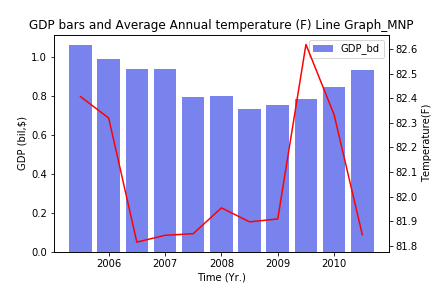 GDP bars and Average Annual temperature (F) Line Graph_MNP
GDP_bd
GDP (bil,$)
1.0
0.8
0.6
0.4
0.2
0.0
82.6
82.5
82.4
82.3
82.2
82.1
82.0
81.9
81.8
Temperature(F)
2006 2007 2008 2009 2010
Time (Yr.)